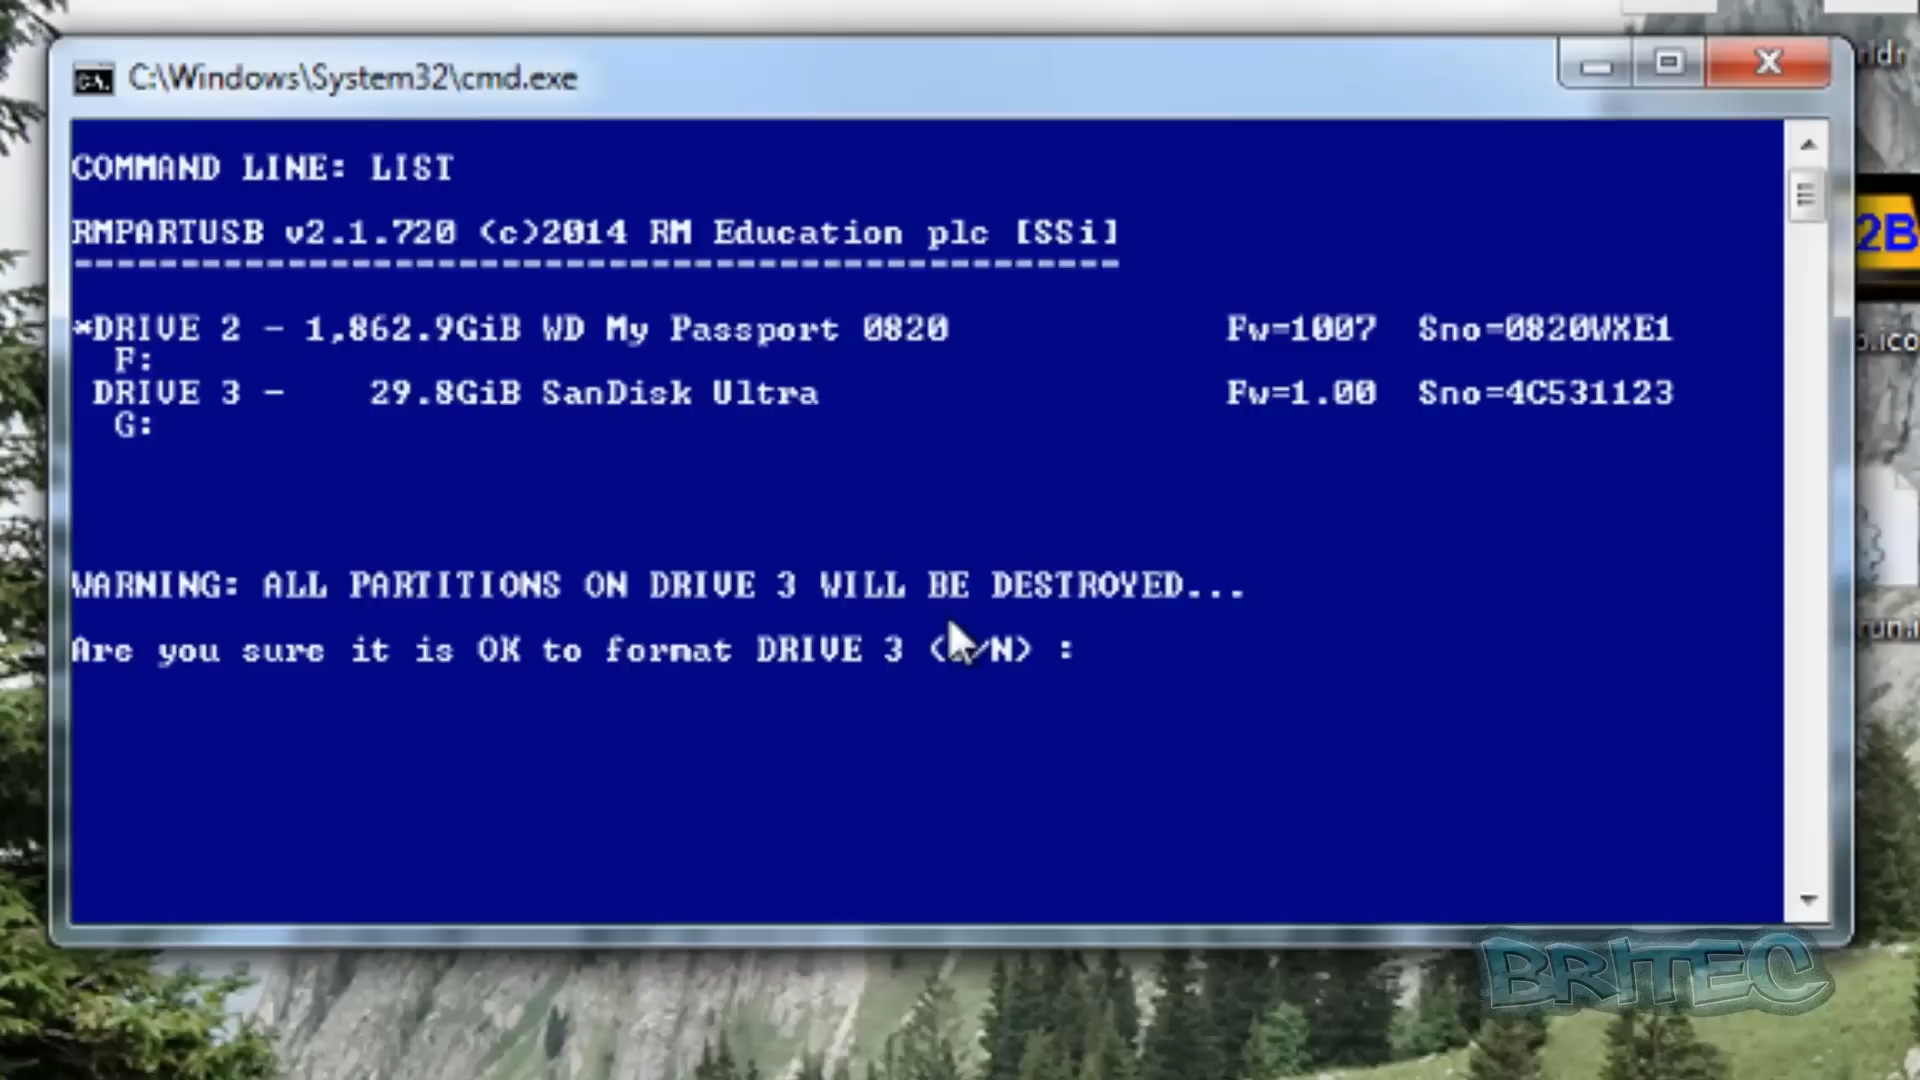 C:\Windows\System32\cmd.exe
COMMAND LINE: LIST
RMPARTUSB v2.1.720 (c)2014 RM Education plc [SSi]
-------------------------------------------------
*DRIVE 2 - 1,862.9GiB WD My Passport 0820 Fw=1007 Sno=0820WXE1
F:
DRIVE 3 - 29.8GiB SanDisk Ultra Fw=1.00 Sno=4C531123
G:
WARNING: ALL PARTITIONS ON DRIVE 3 WILL BE DESTROYED...
Are you sure it is OK to format DRIVE 3 ( /N) :
2B
.ico
BRITEC